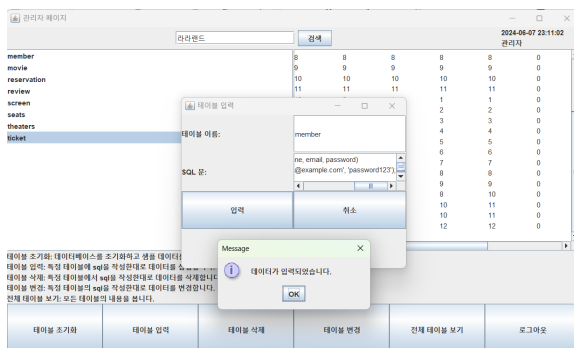 관리자 페이지
라라랜드
검색
2024-06-07 23:11:02
관리자
member
movie
reservation
review
screen
seats
theaters
ticket
8 8 8 8 8 0
9 9 9 9 9 0
10 10 10 10 10 0
11 11 11 11 11 0
1 1 0
2 2 0
3 3 0
4 4 0
5 5 0
6 6 0
7 7 0
8 8 0
9 9 0
8 10 0
10 11 0
10 11 0
12 12 0
테이블 입력
테이블 이름:
member
SQL 문:
ne, email, password)
@example.com', 'password123');
입력
취소
Message
데이터가 입력되었습니다.
OK
테이블 초기화: 데이터베이스를 초기화하고 샘플 데이터
테이블 입력: 특정 테이블에 sql을 작성한대로 데이터를
테이블 삭제: 특정 테이블에서 sql을 작성한대로 데이터를 삭제합니다
테이블 변경: 특정 테이블의 sql을 작성한대로 데이터를 변경합니다.
전체 테이블 보기: 모든 테이블의 내용을 봅니다.
테이블 초기화
테이블 입력
테이블 삭제
테이블 변경
전체 테이블 보기
로그아웃